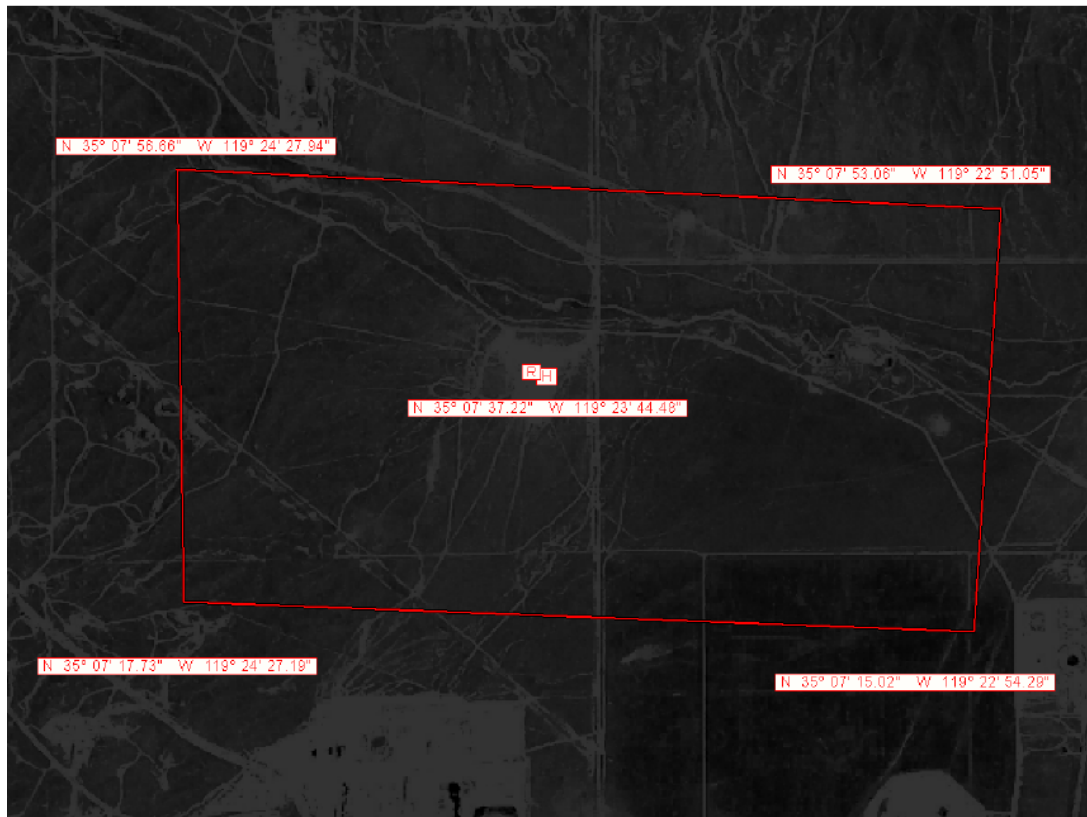 N 35° 07' 56.66" W 119° 24' 27.94"
N 35° 07' 53.06" W 119° 22' 51.05"
R
H
N 35° 07' 37.22" W 119° 23' 44.48"
N 35° 07' 17.73" W 119° 24' 27.19"
N 35° 07' 15.02" W 119° 22' 54.29"